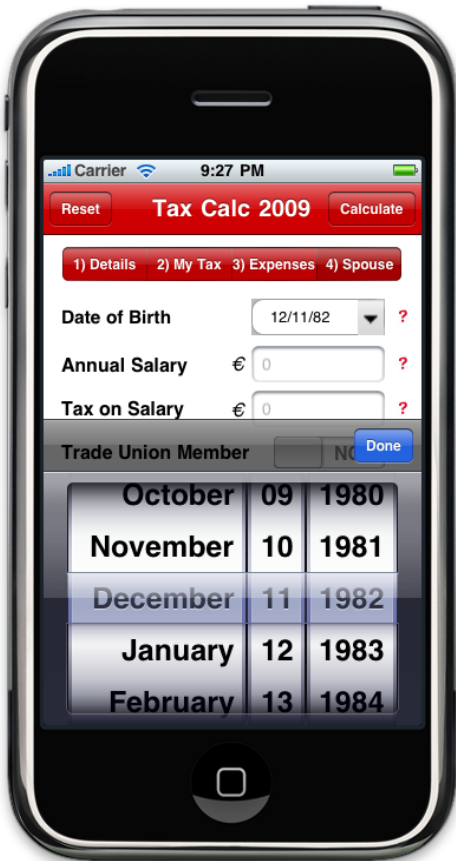 Carrier 9:27 PM
Reset Tax Calc 2009 Calculate
1) Details 2) My Tax 3) Expenses 4) Spouse
Date of Birth 12/11/82 ?
Annual Salary € 0 ?
Tax on Salary € 0 ?
Trade Union Member NO Done
October 09 1980
November 10 1981
December 11 1982
January 12 1983
February 13 1984